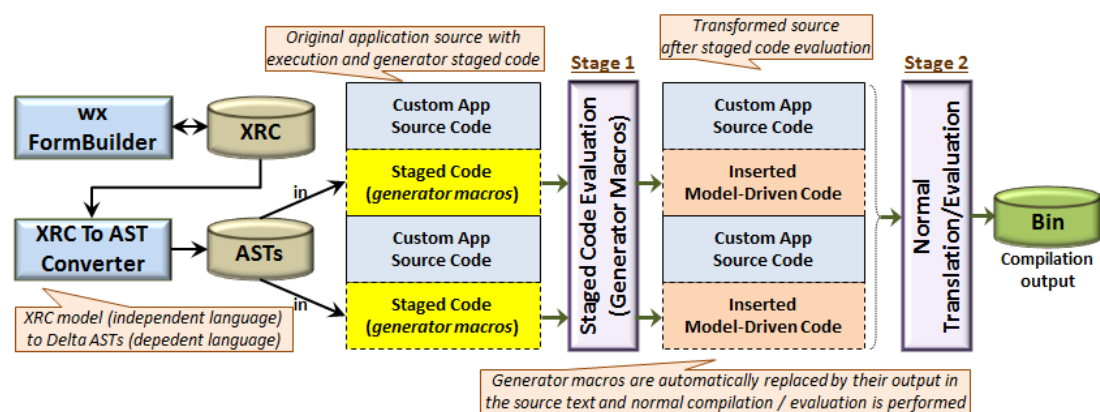 Original application source with
execution and generator staged code
Transformed source
after staged code evaluation
Stage 1
Stage 2
wx
FormBuilder
XRC
XRC To AST
Converter
ASTs
in
in
XRC model (independent language)
to Delta ASTs (depedent language)
Custom App
Source Code
Staged Code
(generator macros)
Custom App
Source Code
Staged Code
(generator macros)
Staged Code Evaluation
(Generator Macros)
Custom App
Source Code
Inserted
Model-Driven Code
Custom App
Source Code
Inserted
Model-Driven Code
Normal
Translation/Evaluation
Bin
Compilation
output
Generator macros are automatically replaced by their output in
the source text and normal compilation / evaluation is performed